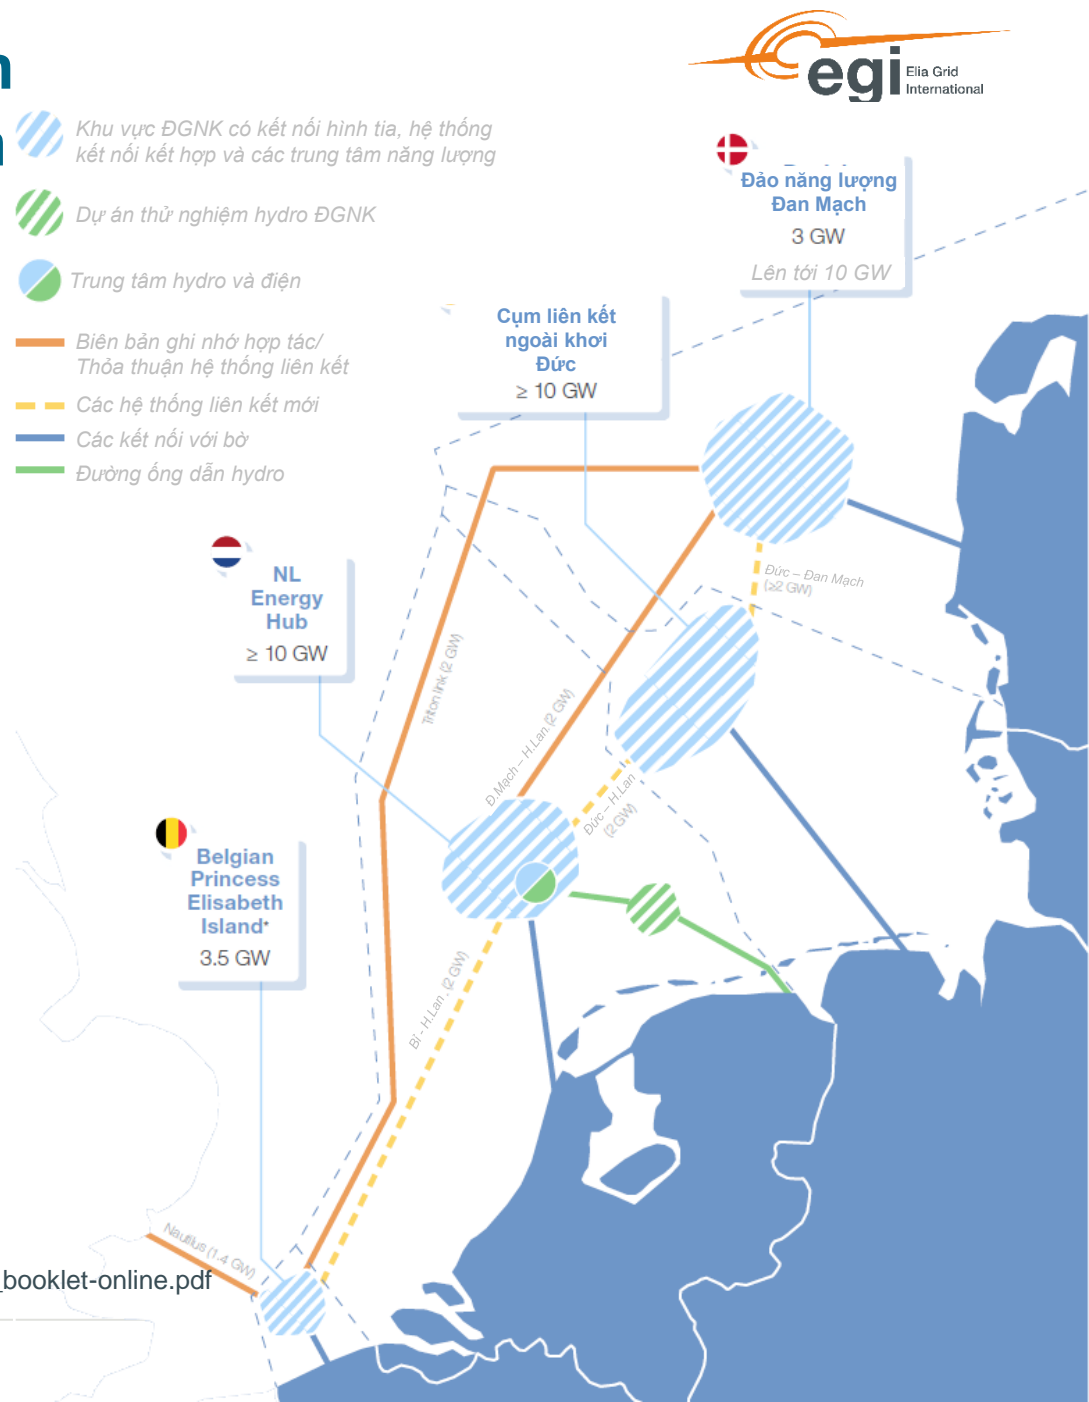 egi
Elia Grid
International
Khu vực ĐGNK có kết nối hình tia, hệ thống
kết nối kết hợp và các trung tâm năng lượng
Dự án thử nghiệm hydro ĐGNK
Trung tâm hydro và điện
Biên bản ghi nhớ hợp tác/
Thỏa thuận hệ thống liên kết
Các hệ thống liên kết mới
Các kết nối với bờ
Đường ống dẫn hydro
Đảo năng lượng
Đan Mạch
3 GW
Lên tới 10 GW
Cụm liên kết
ngoài khơi
Đức
≥ 10 GW
Đức – Đan Mạch
(≥2 GW)
NL
Energy
Hub
≥ 10 GW
Triton link (2 GW)
Đ.Mạch – H.Lan (2 GW)
Đức – H.Lan
(2 GW)
Belgian
Princess
Elisabeth
Island*
3.5 GW
Bỉ - H.Lan . (2 GW)
Nautilus (1.4 GW)
_booklet-online.pdf